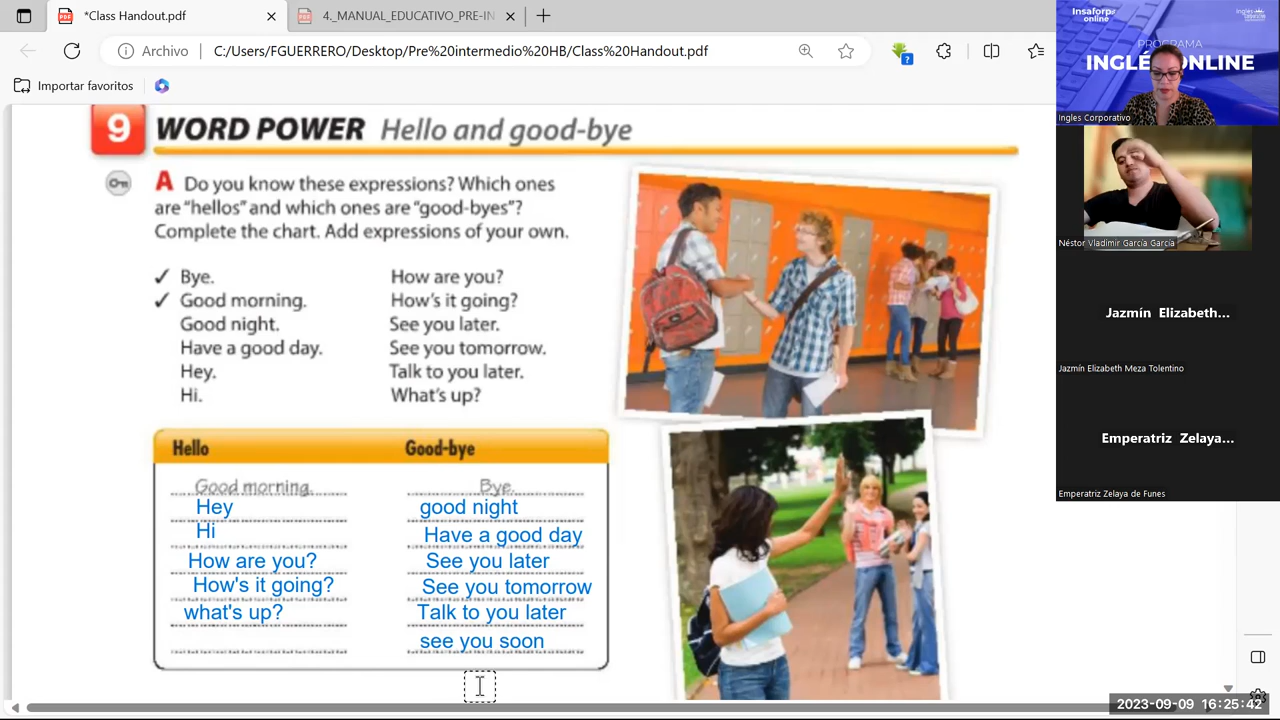 *Class Handout.pdf
4._MANUAL_EDUCATIVO_PRE-IN
Archivo
C:/Users/FGUERRERO/Desktop/Pre%20Intermedio%20HB/Class%20Handout.pdf
Importar favoritos
9 WORD POWER Hello and good-bye
A Do you know these expressions? Which ones
are "hellos" and which ones are "good-byes"?
Complete the chart. Add expressions of your own.
✓ Bye.
✓ Good morning.
Good night.
Have a good day.
Hey.
Hi.
How are you?
How's it going?
See you later.
See you tomorrow.
Talk to you later.
What's up?
Hello
Good morning.
Hey
Hi
How are you?
How's it going?
what's up?
Good-bye
Bye.
good night
Have a good day
See you later
See you tomorrow
Talk to you later
see you soon
Insaforp
online
PROGRAMA
INGLÉS ONLINE
Ingles Corporativo
Néstor Vladimir García García
Jazmín Elizabeth...
Jazmín Elizabeth Meza Tolentino
Emperatriz Zelaya...
Emperatriz Zelaya de Funes
2023-09-09 16:25:42